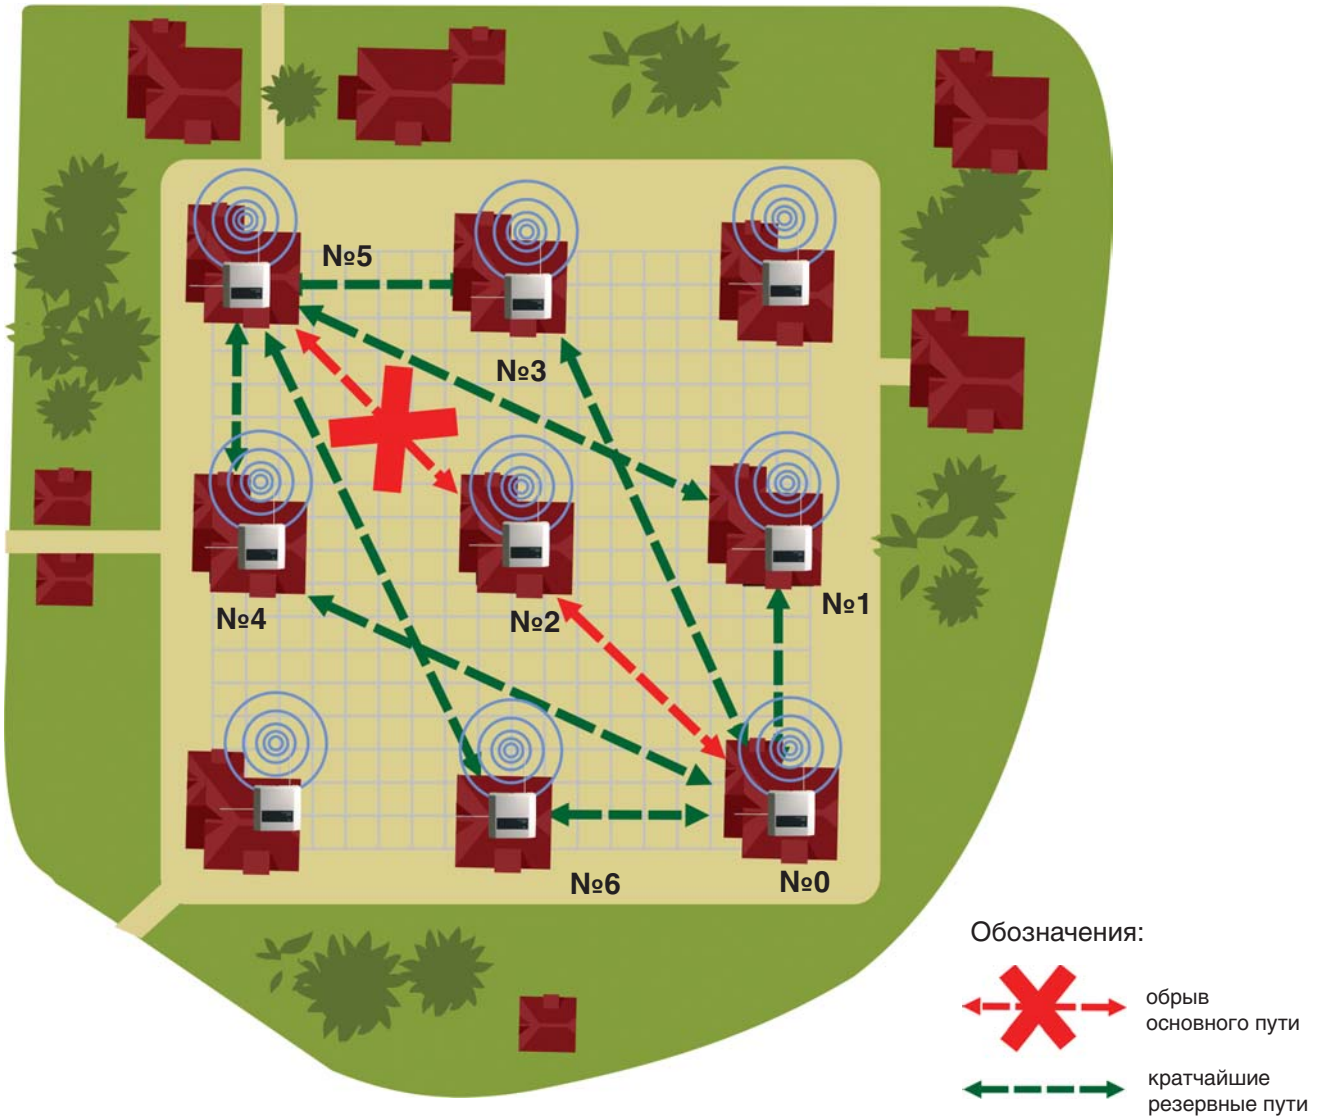 №5
№3
№4
№2
№1
№6
№0
Обозначения:
обрыв
основного пути
кратчайшие
резервные пути